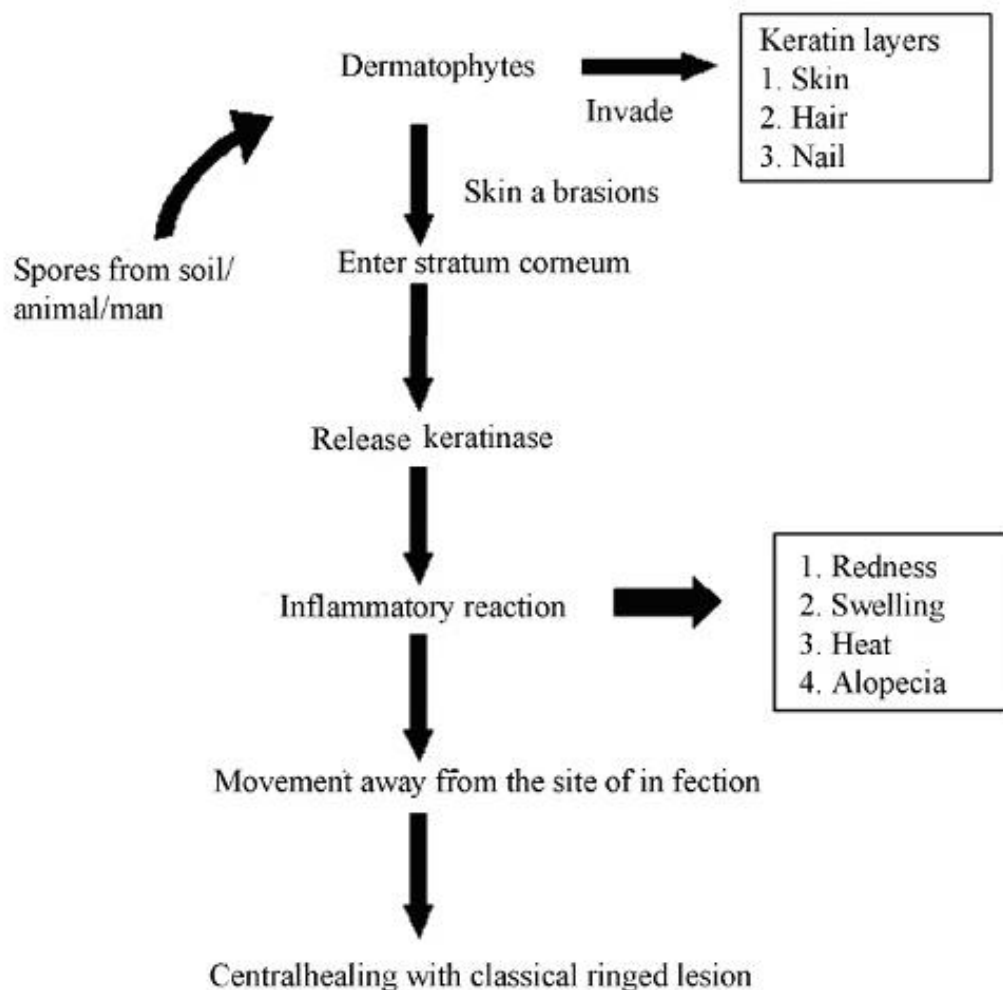 Dermatophytes
Invade
Keratin layers
1. Skin
2. Hair
3. Nail
Skin a brasions
Spores from soil/
animal/man
Enter stratum corneum
Release keratinase
Inflammatory reaction
1. Redness
2. Swelling
3. Heat
4. Alopecia
Movement away from the site of in fection
Centralhealing with classical ringed lesion